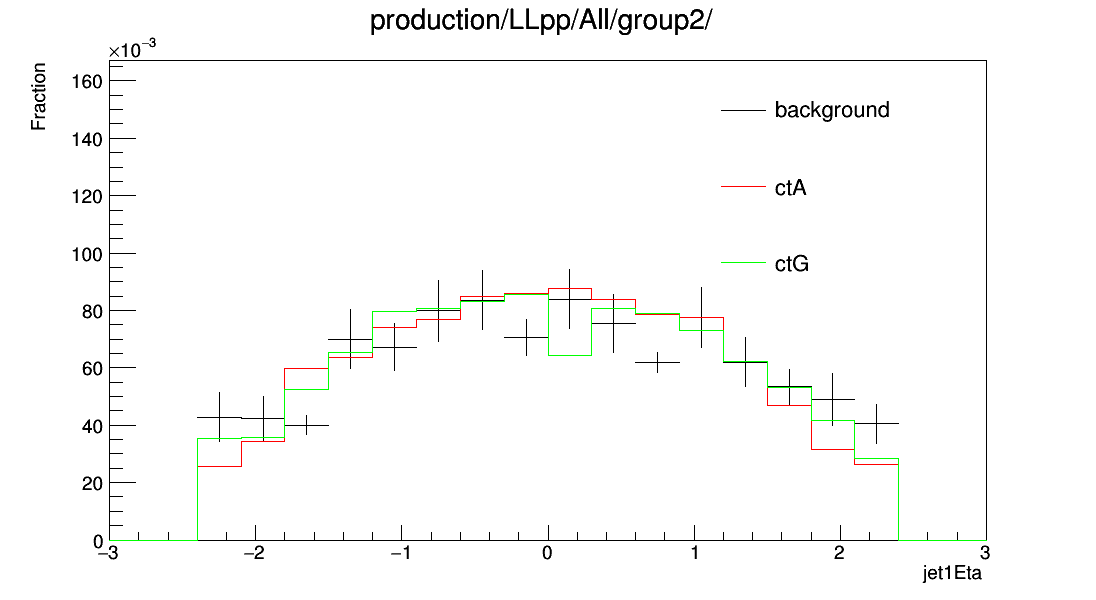 production/LLpp/All/group2/
×10⁻³
Fraction
160
140
120
100
80
60
40
20
0
background
ctA
ctG
−3 −2 −1 0 1 2 3
jet1Eta